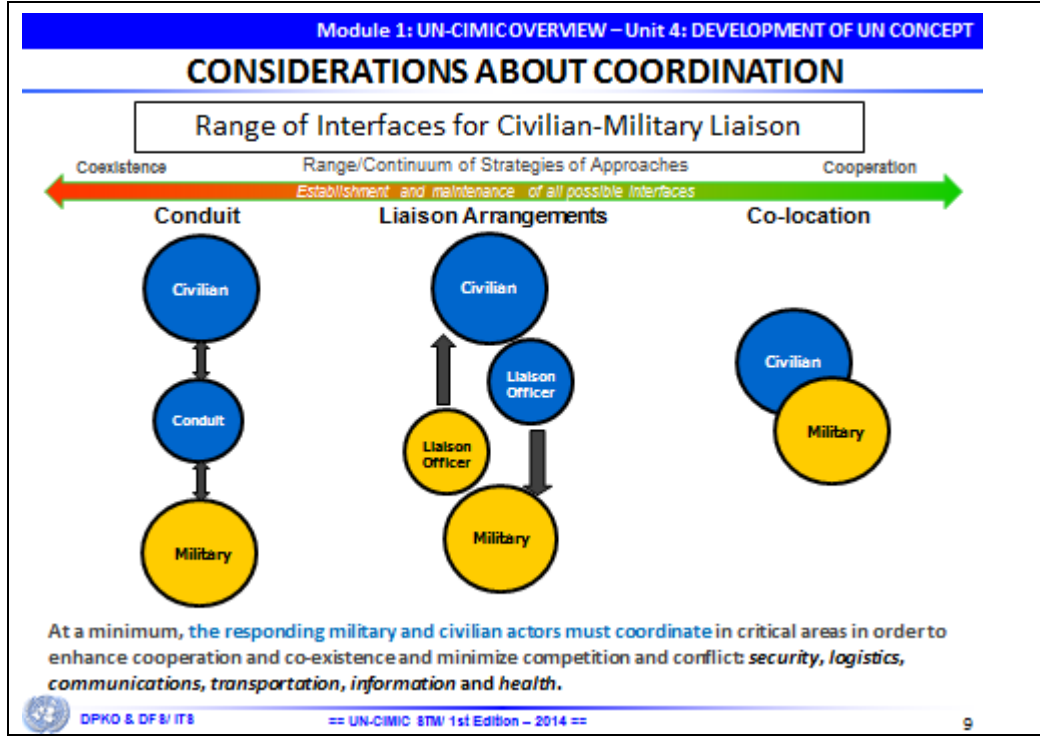 Module 1: UN-CIMIC OVERVIEW – Unit 4: DEVELOPMENT OF UN CONCEPT
CONSIDERATIONS ABOUT COORDINATION
Range of Interfaces for Civilian-Military Liaison
Coexistence
Range/Continuum of Strategies of Approaches
Cooperation
Establishment and maintenance of all possible interfaces
Conduit
Liaison Arrangements
Co-location
Civilian
Conduit
Military
Civilian
Liaison
Officer
Liaison
Officer
Military
Civilian
Military
At a minimum, the responding military and civilian actors must coordinate in critical areas in order to
enhance cooperation and co-existence and minimize competition and conflict: security, logistics,
communications, transportation, information and health.
DPKO & DFS/ ITS
== UN-CIMIC STM/ 1st Edition – 2014 ==
9